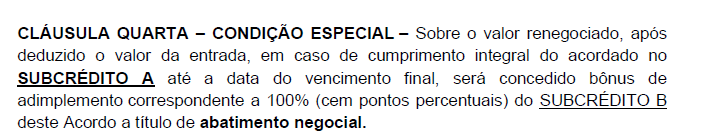 CLÁUSULA QUARTA – CONDIÇÃO ESPECIAL – Sobre o valor renegociado, após
deduzido o valor da entrada, em caso de cumprimento integral do acordado no
SUBCRÉDITO A até a data do vencimento final, será concedido bônus de
adimplemento correspondente a 100% (cem pontos percentuais) do SUBCRÉDITO B
deste Acordo a título de abatimento negocial.